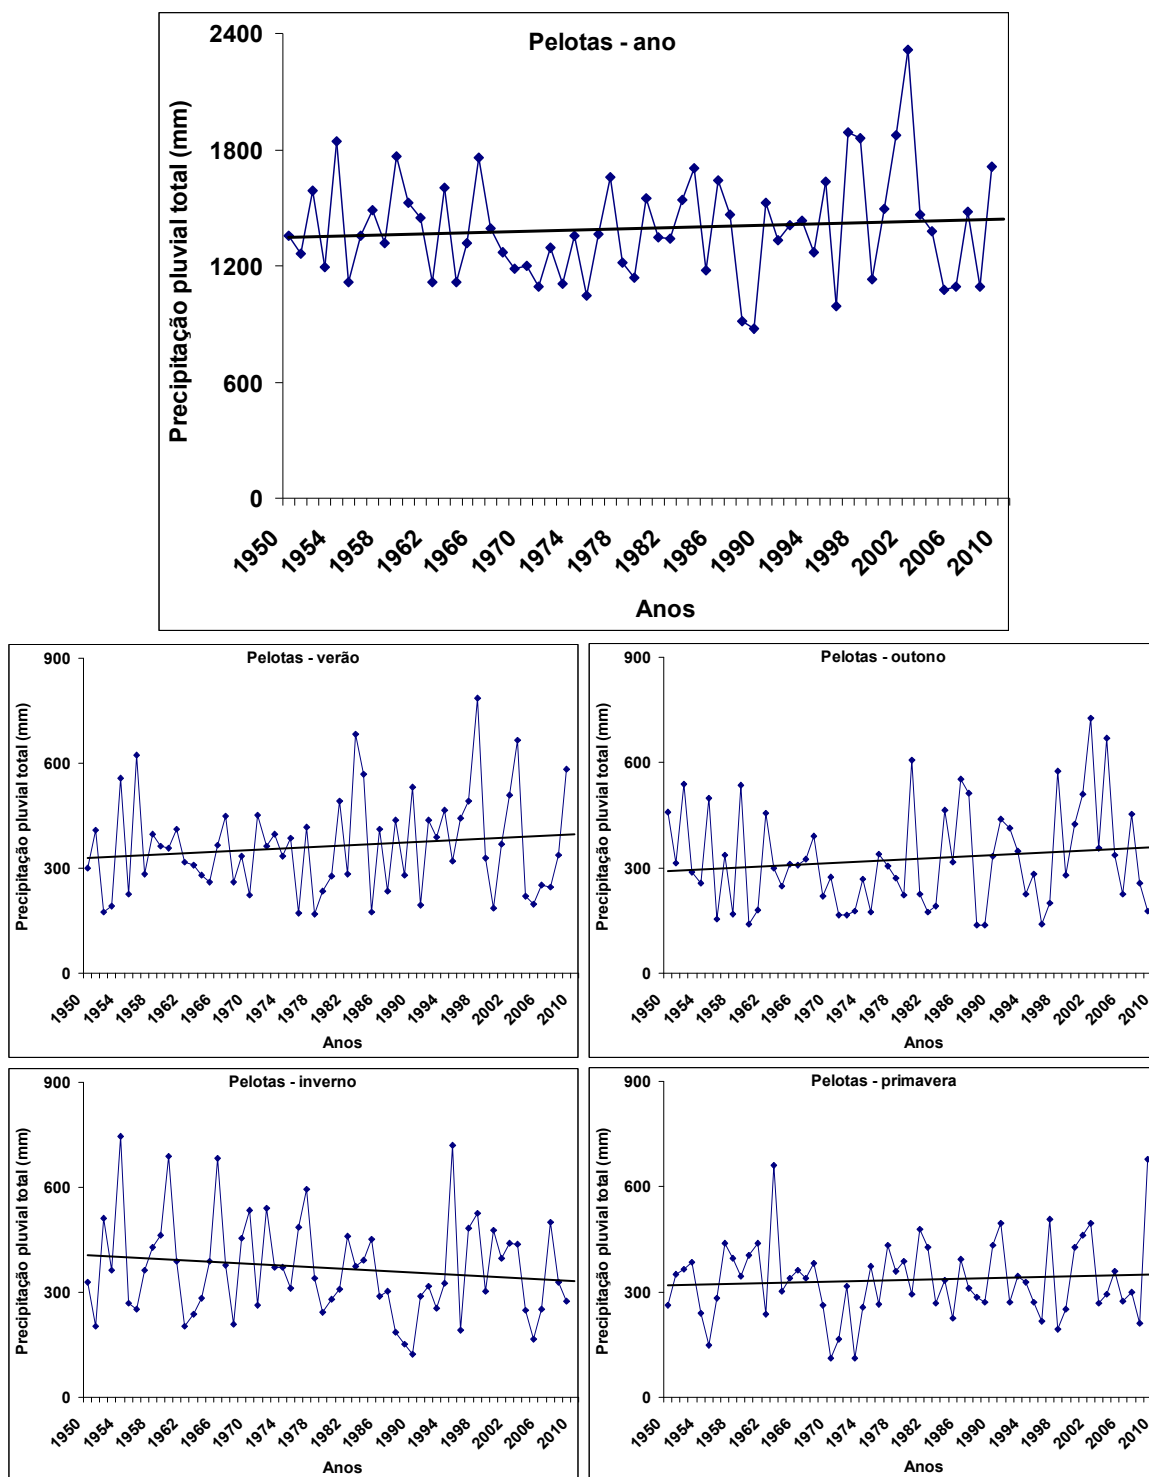 Pelotas - ano
Precipitação pluvial total (mm)
2400
1800
1200
600
0
1950 1954 1958 1962 1966 1970 1974 1978 1982 1986 1990 1994 1998 2002 2006 2010
Anos
Pelotas - verão
Precipitação pluvial total (mm)
900
600
300
0
1950 1954 1958 1962 1966 1970 1974 1978 1982 1986 1990 1994 1998 2002 2006 2010
Anos
Pelotas - outono
Precipitação pluvial total (mm)
900
600
300
0
1950 1954 1958 1962 1966 1970 1974 1978 1982 1986 1990 1994 1998 2002 2006 2010
Anos
Pelotas - inverno
Precipitação pluvial total (mm)
900
600
300
0
1950 1954 1958 1962 1966 1970 1974 1978 1982 1986 1990 1994 1998 2002 2006 2010
Anos
Pelotas - primavera
Precipitação pluvial total (mm)
900
600
300
0
1950 1954 1958 1962 1966 1970 1974 1978 1982 1986 1990 1994 1998 2002 2006 2010
Anos